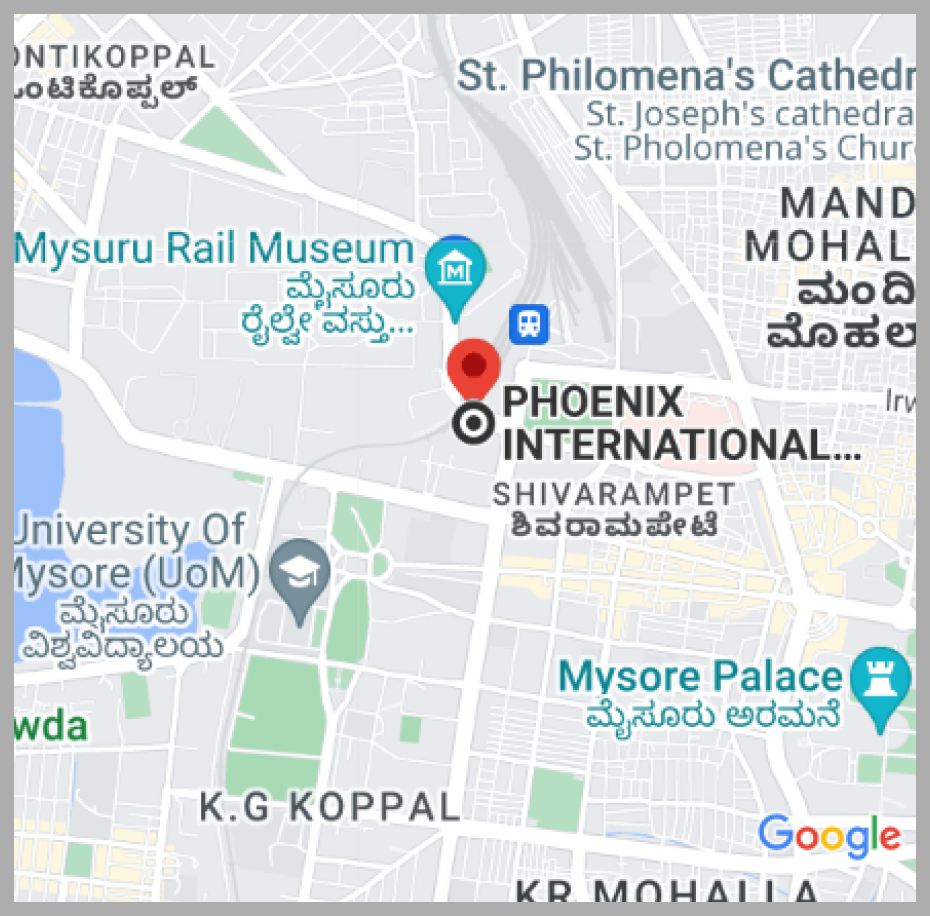 ONTIKOPPAL
ಒಂಟಿಕೊಪ್ಪಲ್
St. Philomena's Cathedr
St. Joseph's cathedra
St. Pholomena's Churc
MAND
MOHAL
ಮಂದಿ
ಮೊಹಲ
Mysuru Rail Museum
ಮೈಸೂರು
ರೈಲ್ವೇ ವಸ್ತು...
PHOENIX
INTERNATIONAL...
Irw
SHIVARAMPET
ಶಿವರಾಮಪೇಟೆ
University Of
Mysore (UoM)
ಮೈಸೂರು
ವಿಶ್ವವಿದ್ಯಾಲಯ
Mysore Palace
ಮೈಸೂರು ಅರಮನೆ
wda
K.G KOPPAL
Google
KR MOHALLA